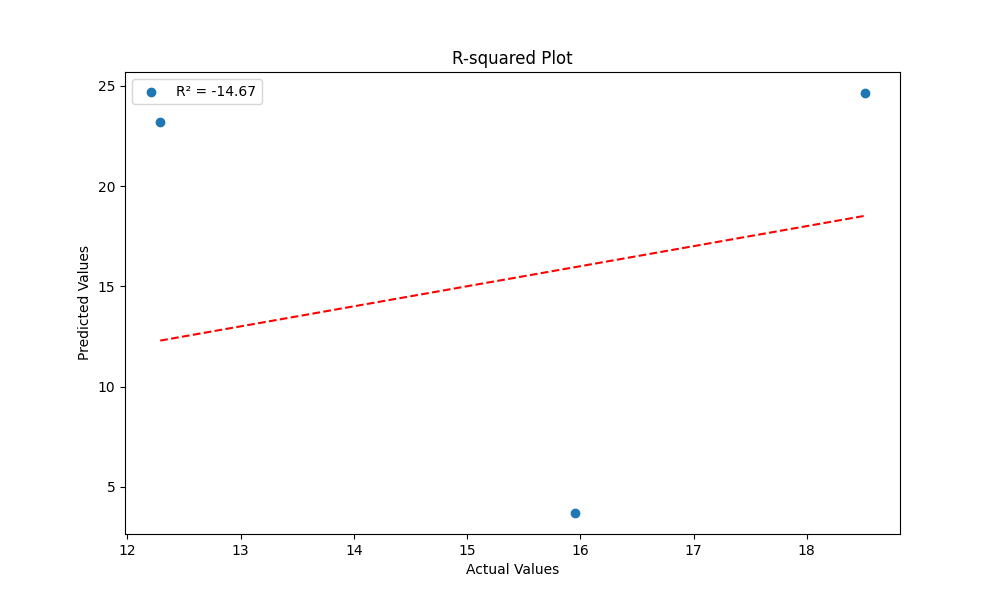 R-squared Plot
R² = -14.67
25
20
15
10
5
Predicted Values
12 13 14 15 16 17 18
Actual Values